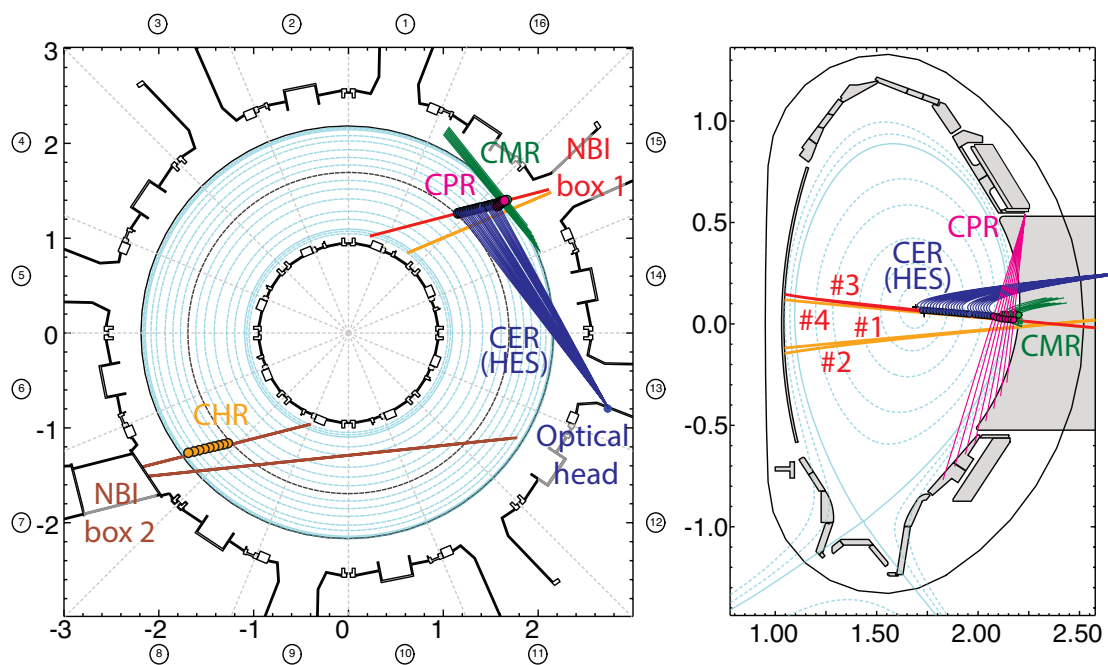 3 2 1 16
3
2
1
0
-1
-2
4
5
6
7
15
14
13
12
CMR
NBI
box 1
CPR
CER
(HES)
CHR
Optical
head
NBI
box 2
-3 -2 -1 0 1 2
8 9 10 11
1.0
0.5
0.0
-0.5
-1.0
CPR
CER
(HES)
#3
#4 #1
#2
CMR
1.00 1.50 2.00 2.50